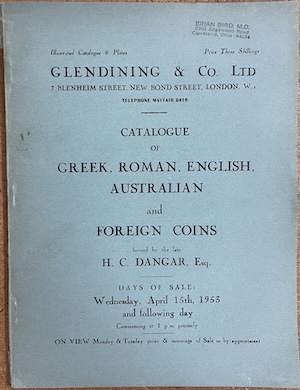 BRIAN BIRD, M.D.
Illustrated Catalogue 8 Plates Price Three Shillings
GLENDINING & Co. LTD
7 BLENHEIM STREET, NEW BOND STREET, LONDON, W.1
TELEPHONE MAYFAIR 0416
CATALOGUE
OF
GREEK, ROMAN, ENGLISH,
AUSTRALIAN
and
FOREIGN COINS
formed by the late
H. C. DANGAR, Esq.
DAYS OF SALE:
Wednesday, April 15th, 1953
and following day
Commencing at 1 p.m. precisely
ON VIEW Monday & Tuesday prior & mornings of Sale or by appointment